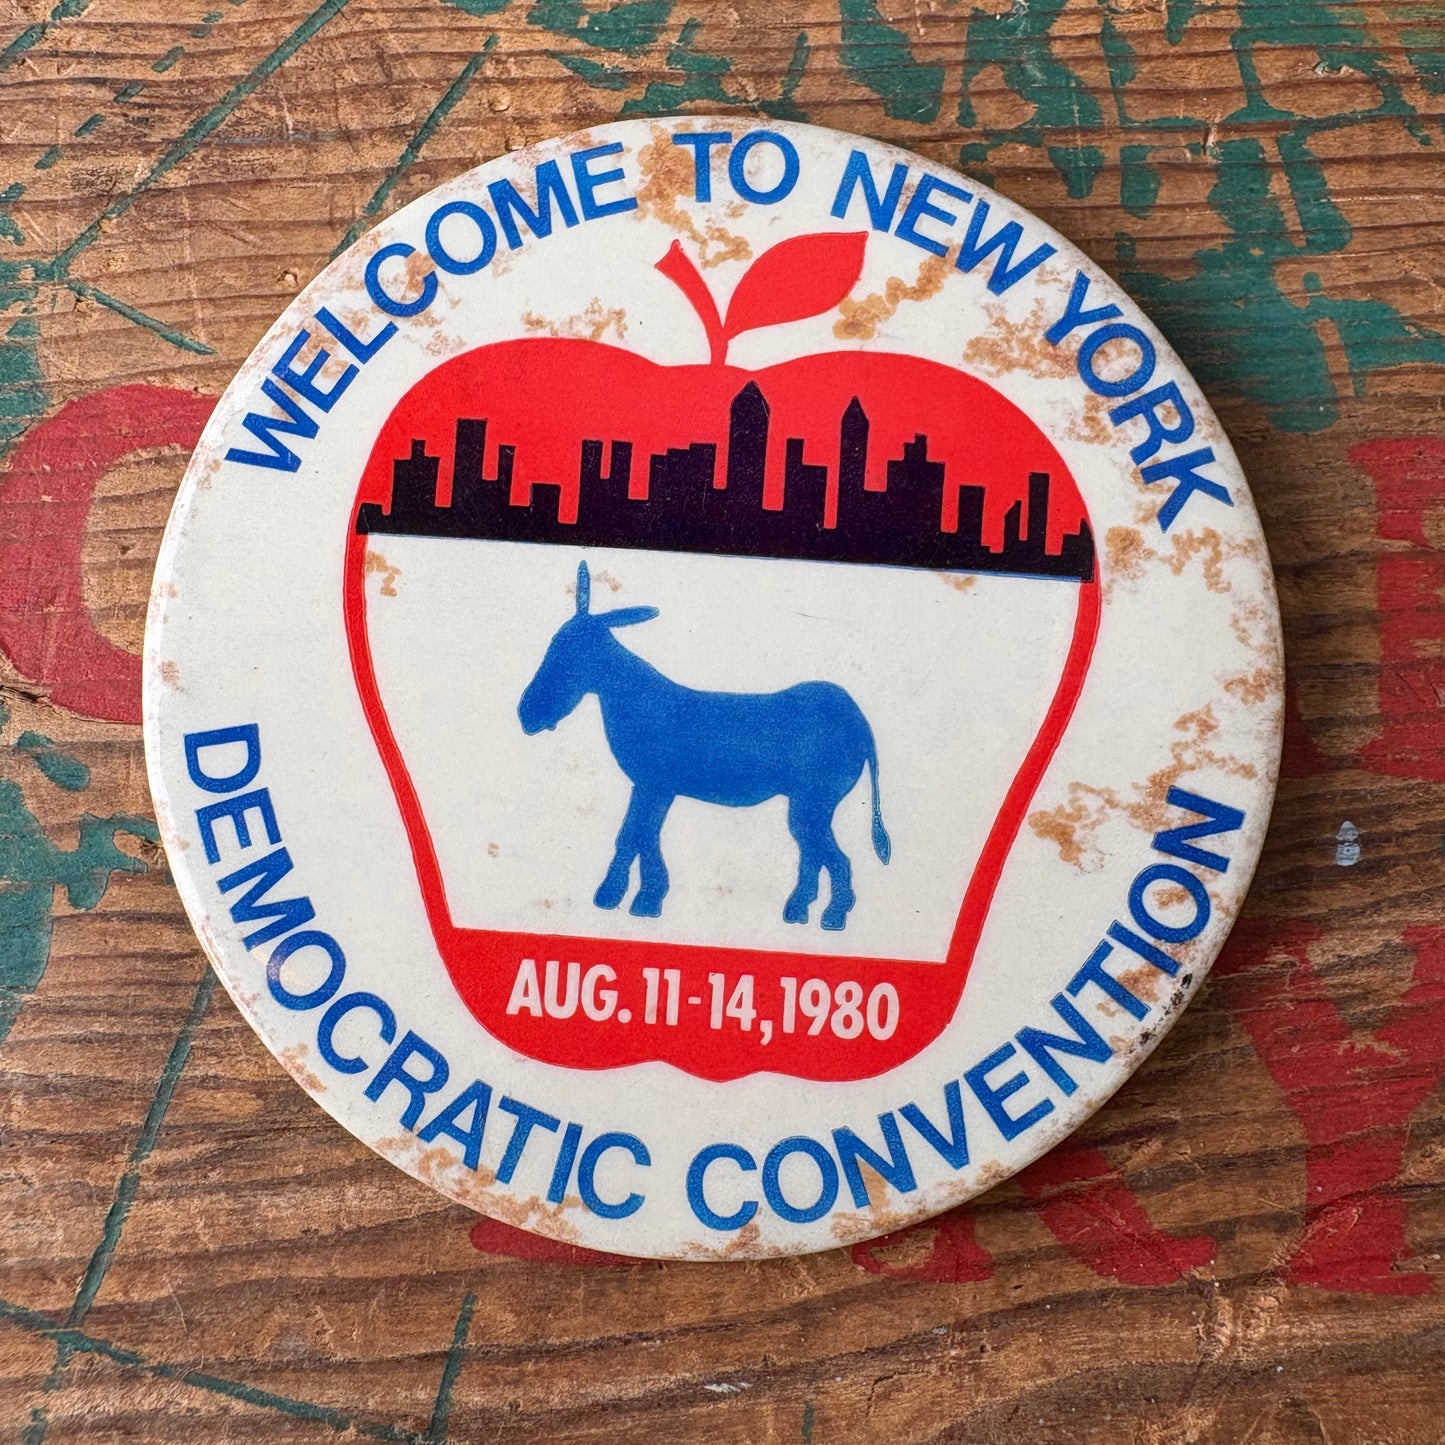 WELCOME TO NEW YORK
AUG. 11-14, 1980
DEMOCRATIC CONVENTION